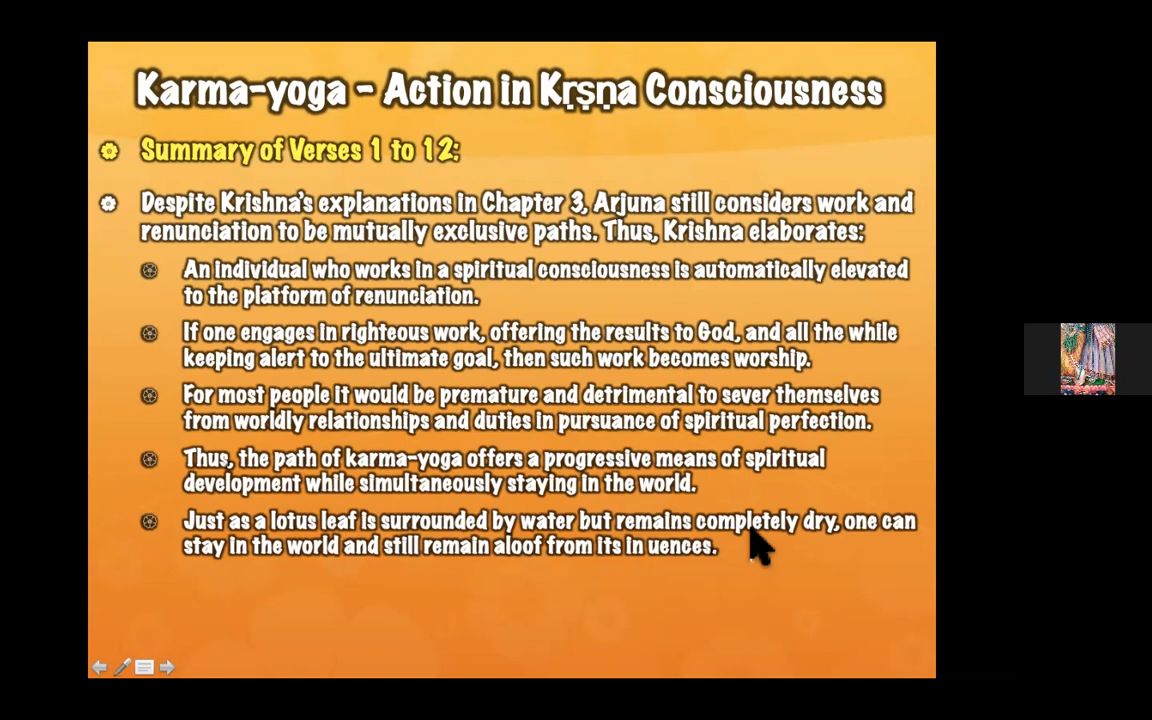 Karma-yoga - Action in Kṛṣṇa Consciousness
Summary of Verses 1 to 12:
Despite Krishna's explanations in Chapter 3, Arjuna still considers work and
renunciation to be mutually exclusive paths. Thus, Krishna elaborates:
An individual who works in a spiritual consciousness is automatically elevated
to the platform of renunciation.
If one engages in righteous work, offering the results to God, and all the while
keeping alert to the ultimate goal, then such work becomes worship.
For most people it would be premature and detrimental to sever themselves
from worldly relationships and duties in pursuance of spiritual perfection.
Thus, the path of karma-yoga offers a progressive means of spiritual
development while simultaneously staying in the world.
Just as a lotus leaf is surrounded by water but remains completely dry, one can
stay in the world and still remain aloof from its in uences.